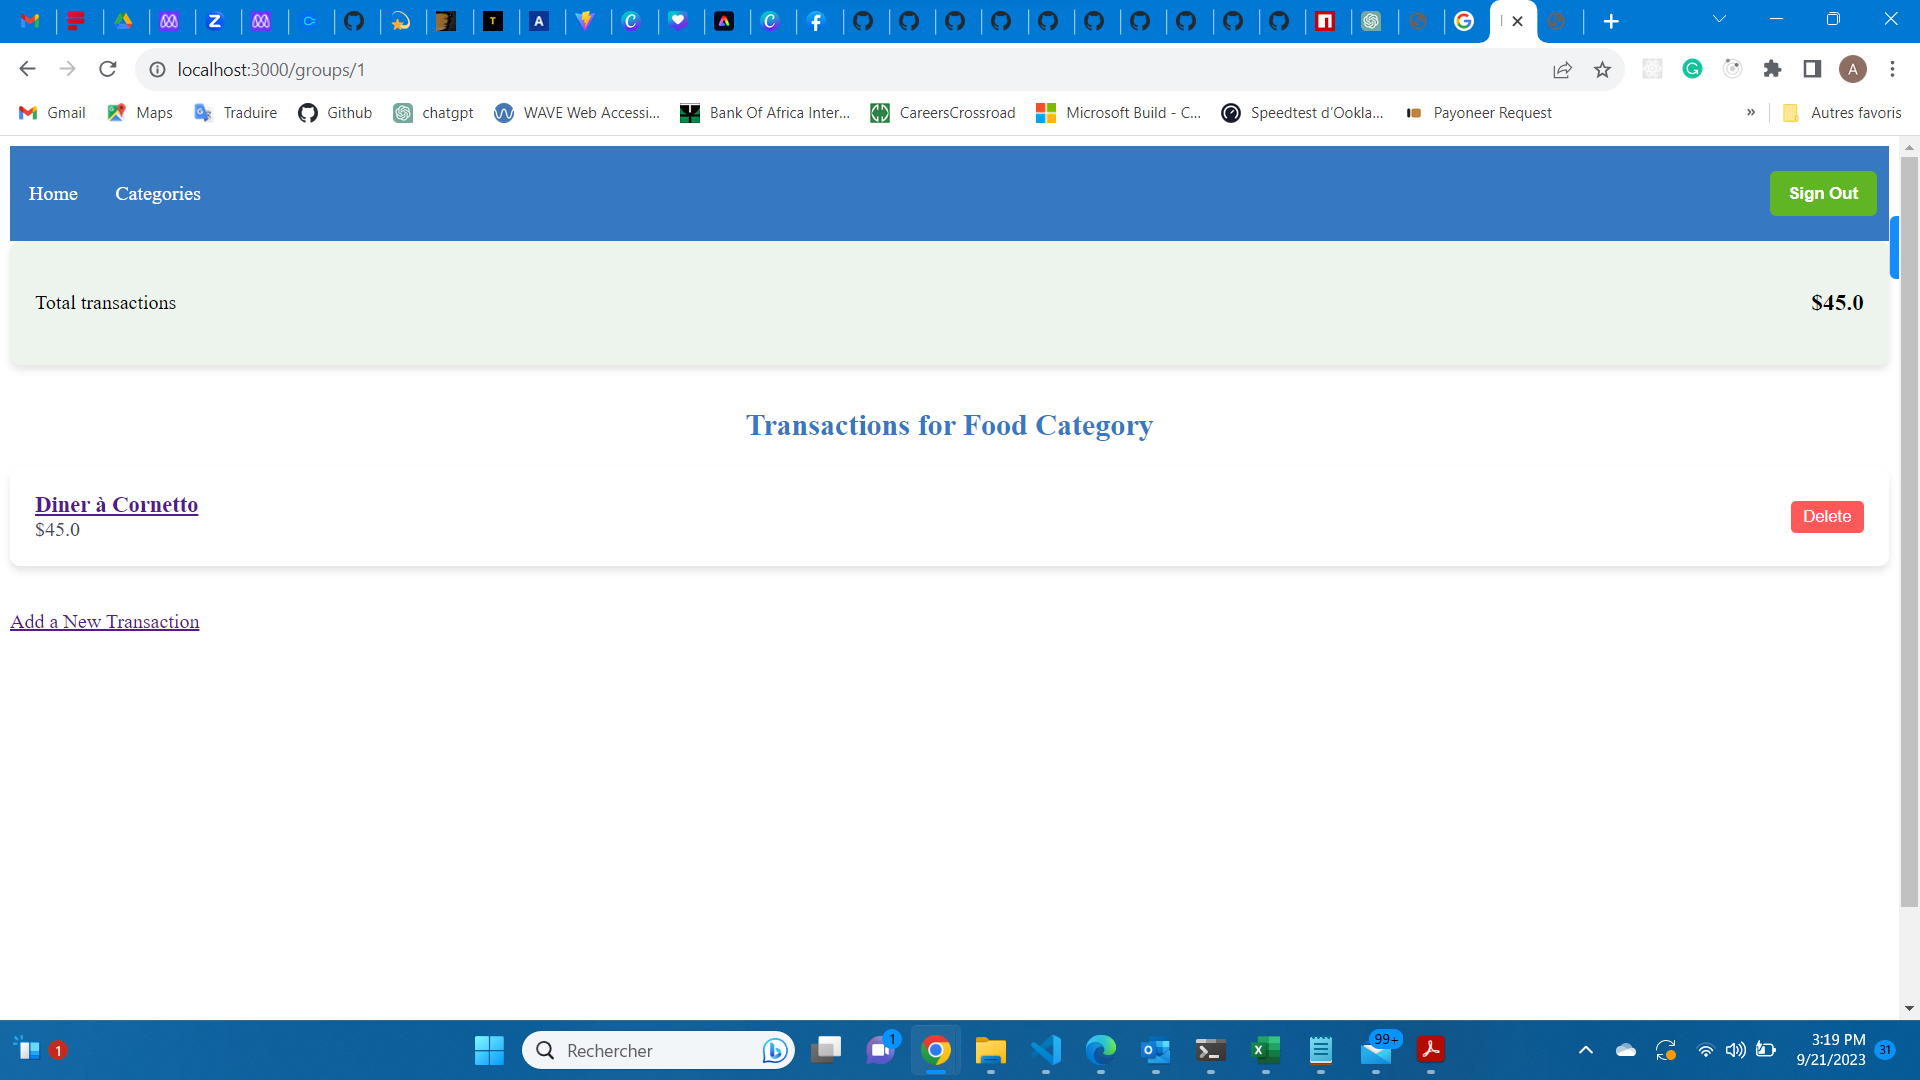 localhost:3000/groups/1
A
Gmail
Maps
Traduire
Github
chatgpt
WAVE Web Accessi...
Bank Of Africa Inter...
CareersCrossroad
Microsoft Build - C...
Speedtest d'Ookla...
Payoneer Request
»
Autres favoris
Home
Categories
Sign Out
Total transactions
$45.0
Transactions for Food Category
Diner à Cornetto
$45.0
Delete
Add a New Transaction
1
Rechercher
1
99+
3:19 PM
9/21/2023
31